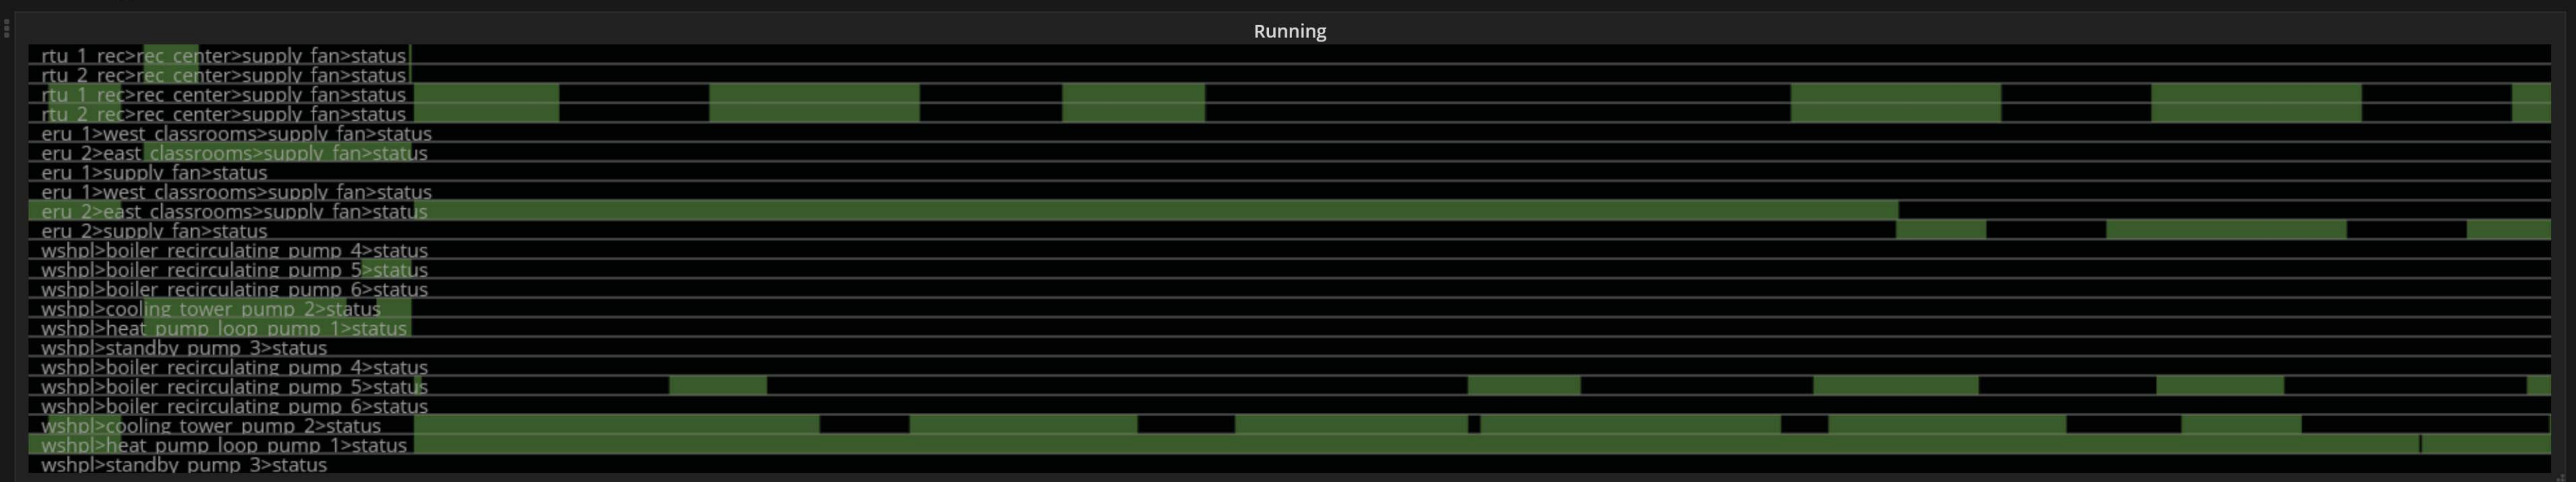 Running
rtu_1_rec>rec_center>supply_fan>status
rtu_2_rec>rec_center>supply_fan>status
rtu_1_rec>rec_center>supply_fan>status
rtu_2_rec>rec_center>supply_fan>status
eru_1>west_classrooms>supply_fan>status
eru_2>east_classrooms>supply_fan>status
eru_1>supply_fan>status
eru_1>west_classrooms>supply_fan>status
eru_2>east_classrooms>supply_fan>status
eru_2>supply_fan>status
wshpl>boiler_recirculating_pump_4>status
wshpl>boiler_recirculating_pump_5>status
wshpl>boiler_recirculating_pump_6>status
wshpl>cooling_tower_pump_2>status
wshpl>heat_pump_loop_pump_1>status
wshpl>standby_pump_3>status
wshpl>boiler_recirculating_pump_4>status
wshpl>boiler_recirculating_pump_5>status
wshpl>boiler_recirculating_pump_6>status
wshpl>cooling_tower_pump_2>status
wshpl>heat_pump_loop_pump_1>status
wshpl>standby_pump_3>status